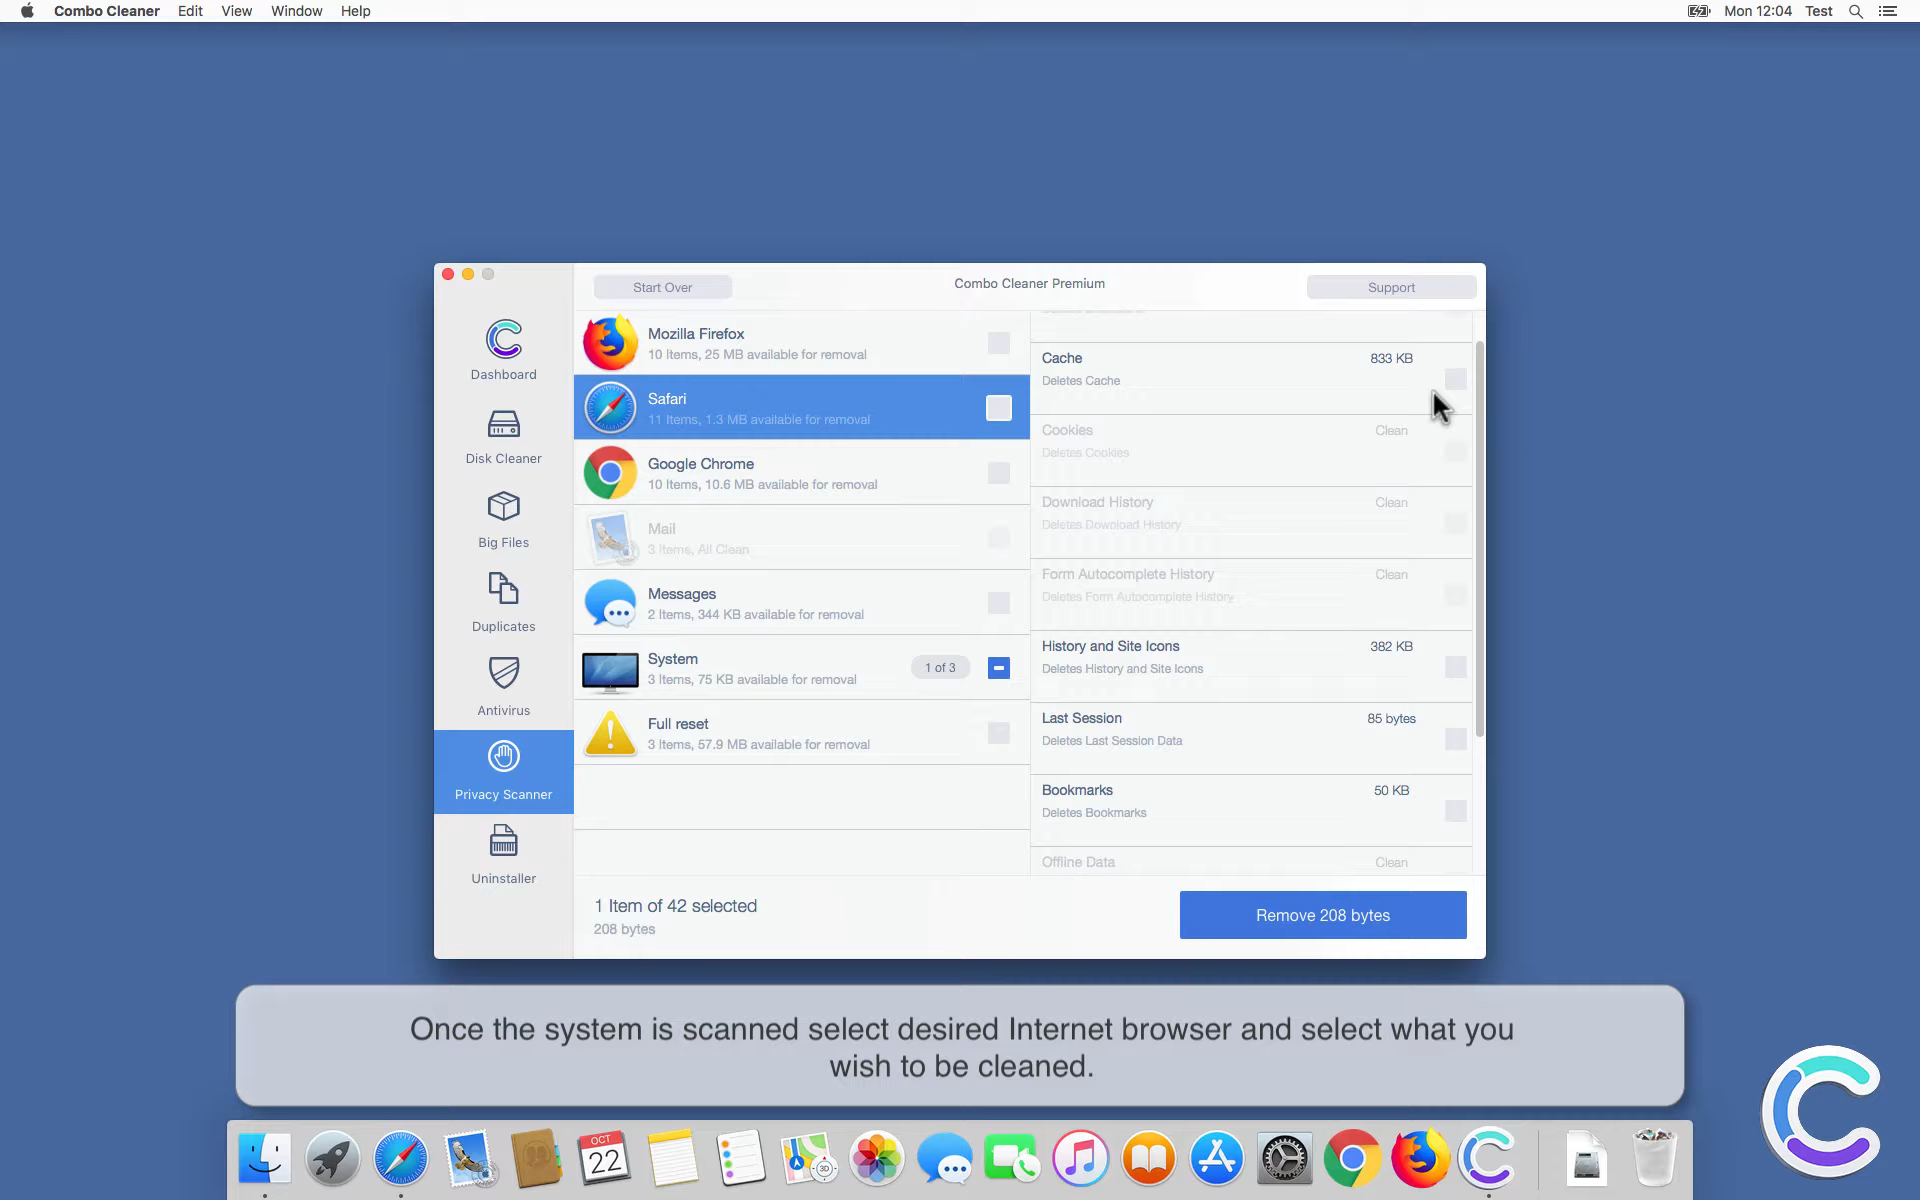 Combo Cleaner Edit View Window Help
Mon 12:04 Test
Start Over
Combo Cleaner Premium
Support
Dashboard
Disk Cleaner
Big Files
Duplicates
Antivirus
Privacy Scanner
Uninstaller
Mozilla Firefox
10 Items, 25 MB available for removal
Safari
11 Items, 1.3 MB available for removal
Google Chrome
10 Items, 10.6 MB available for removal
Mail
3 Items, All Clean
Messages
2 Items, 344 KB available for removal
System
3 Items, 75 KB available for removal
1 of 3
Full reset
3 Items, 57.9 MB available for removal
Cache 833 KB
Deletes Cache
Cookies Clean
Deletes Cookies
Download History Clean
Deletes Download History
Form Autocomplete History Clean
Deletes Form Autocomplete History
History and Site Icons 382 KB
Deletes History and Site Icons
Last Session 85 bytes
Deletes Last Session Data
Bookmarks 50 KB
Deletes Bookmarks
Offline Data Clean
1 Item of 42 selected
208 bytes
Remove 208 bytes
Once the system is scanned select desired Internet browser and select what you
wish to be cleaned.
OCT
22
3D